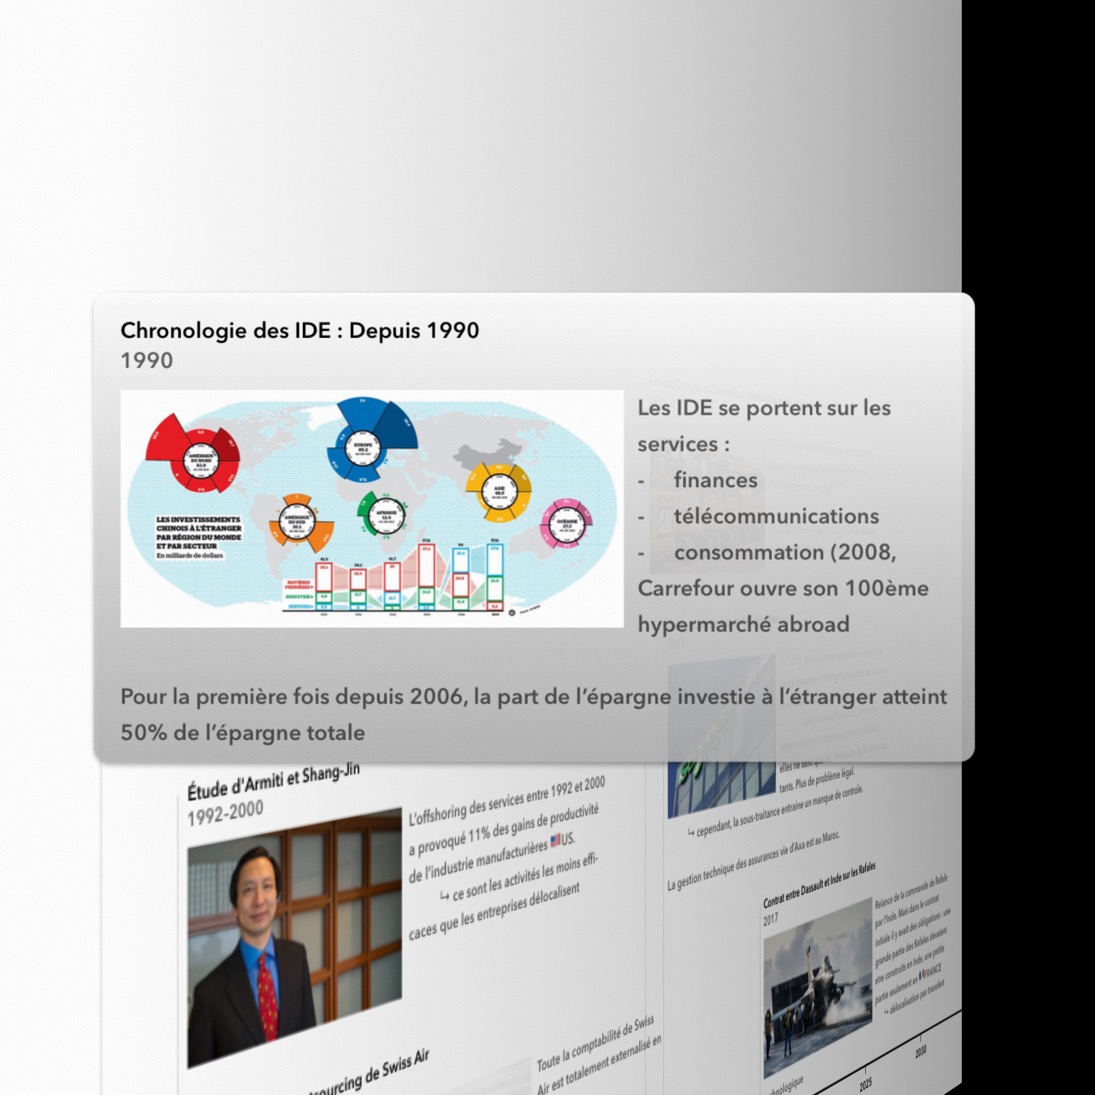 Chronologie des IDE : Depuis 1990
1990
AMÉRIQUE
DU NORD
EUROPE
AMÉRIQUE
DU SUD
AFRIQUE
ASIE
OCÉANIE
LES INVESTISSEMENTS
CHINOIS À L'ÉTRANGER
PAR RÉGION DU MONDE
ET PAR SECTEUR
En milliards de dollars
MATIÈRES
PREMIÈRES
INDUSTRIE
SERVICES
Les IDE se portent sur les
services :
- finances
- télécommunications
- consommation (2008,
Carrefour ouvre son 100ème
hypermarché abroad
Pour la première fois depuis 2006, la part de l'épargne investie à l'étranger atteint
50% de l'épargne totale
Étude d'Armiti et Shang-Jin
1992-2000
L'offshoring des services entre 1992 et 2000
a provoqué 11% des gains de productivité
de l'industrie manufacturières 🇺🇸US.
↳ ce sont les activités les moins effi-
caces que les entreprises délocalisent
tants. Plus de problème légal.
↳ cependant, la sous-traitance entraine un manque de controle.
La gestion technique des assurances vie d'Axa est au Maroc.
Contrat entre Dassault et Inde sur les Rafales
2017
Relance de la commande de Rafale
par l'Inde. Mais dans le contrat
initiale il y avait des obligations : une
grande partie des Rafales devaient
etre construits en Inde, une petite
partie seulement en 🇫🇷FRANCE
↳ délocalisation par transfert
sourcing de Swiss Air
Toute la comptabilité de Swiss
Air est totalement externalisé en
chnologique
2025
2030